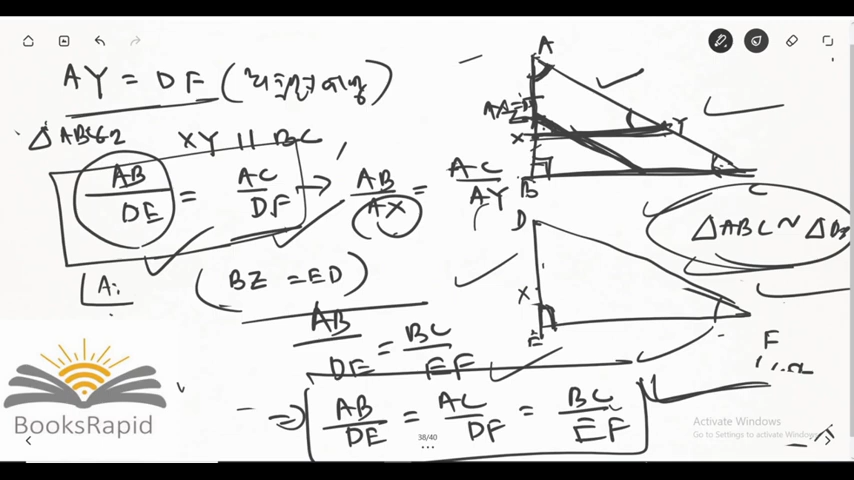 AY = DF (
Δ ABC এ XY || BC
AB/DE = AC/DF → AB/AX = AC/AY
(BZ = ED)
AB/DE = BC/EF
⇒ AB/DE = AC/DF = BC/EF
A
X
Y
B
C
Δ ABC ~ Δ
D
X
E
F
BooksRapid
38/40
Activate Windows
Go to Settings to activate Windows.